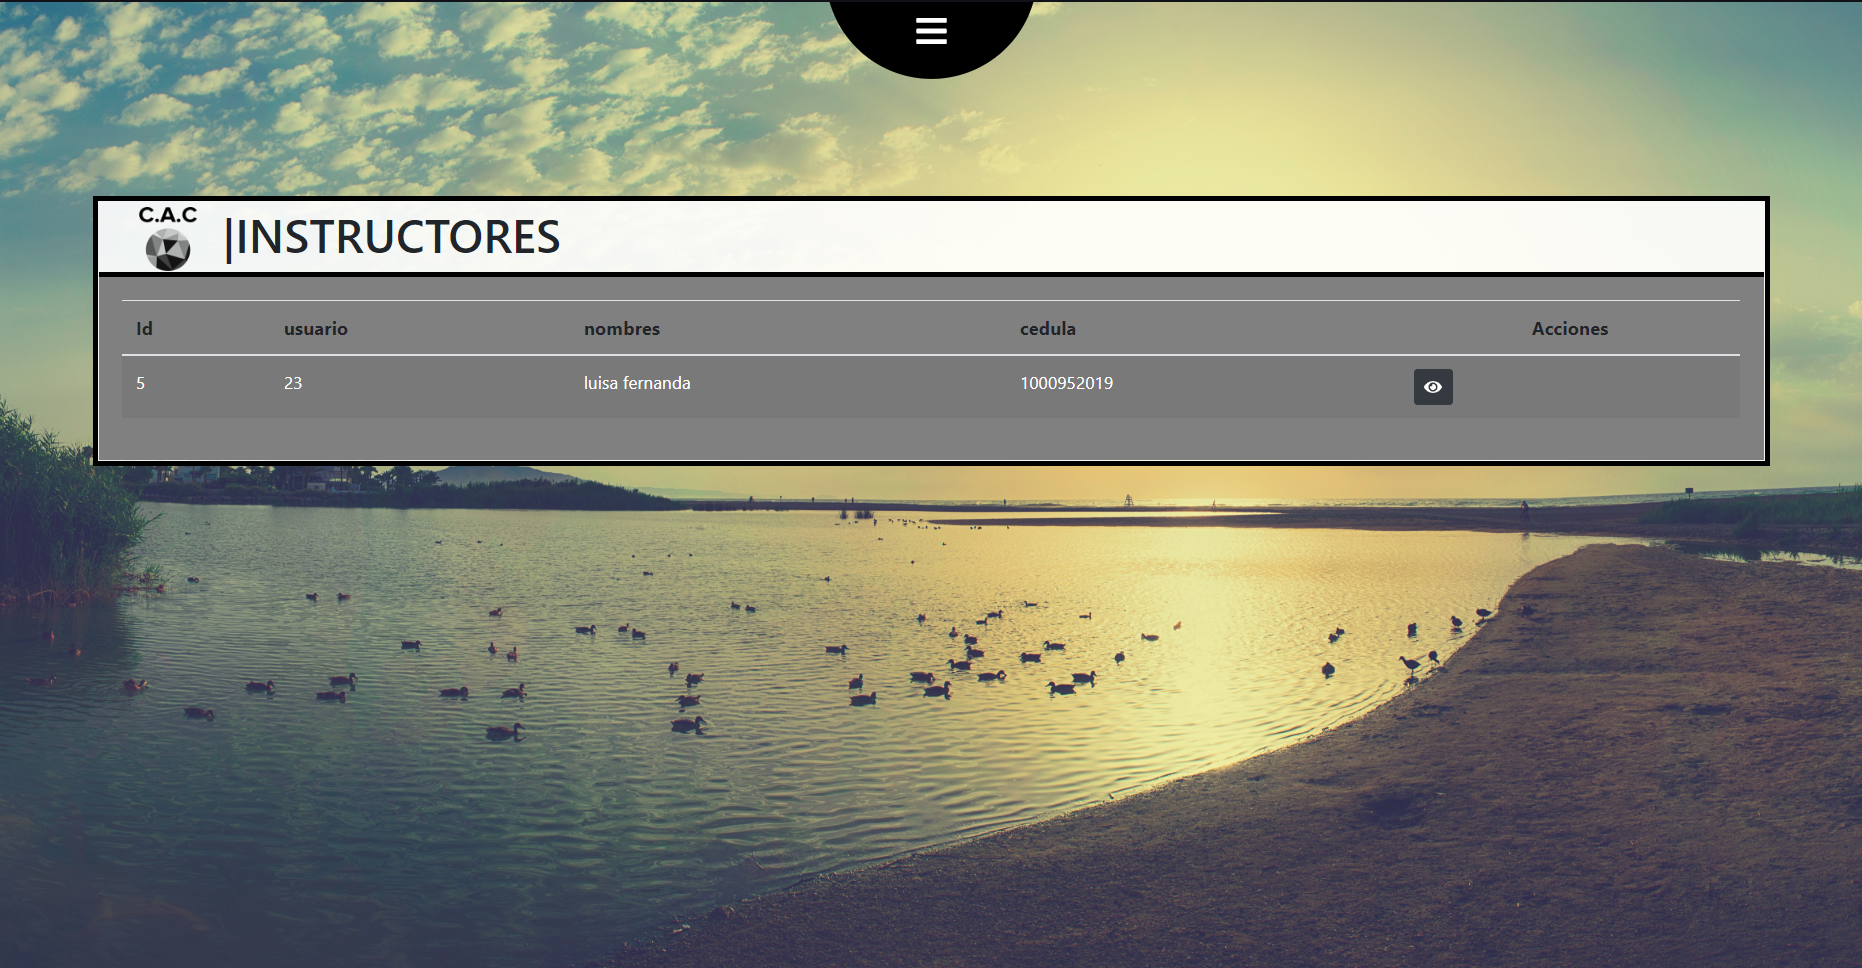 C.A.C
|INSTRUCTORES
Id usuario nombres cedula Acciones
5 23 luisa fernanda 1000952019